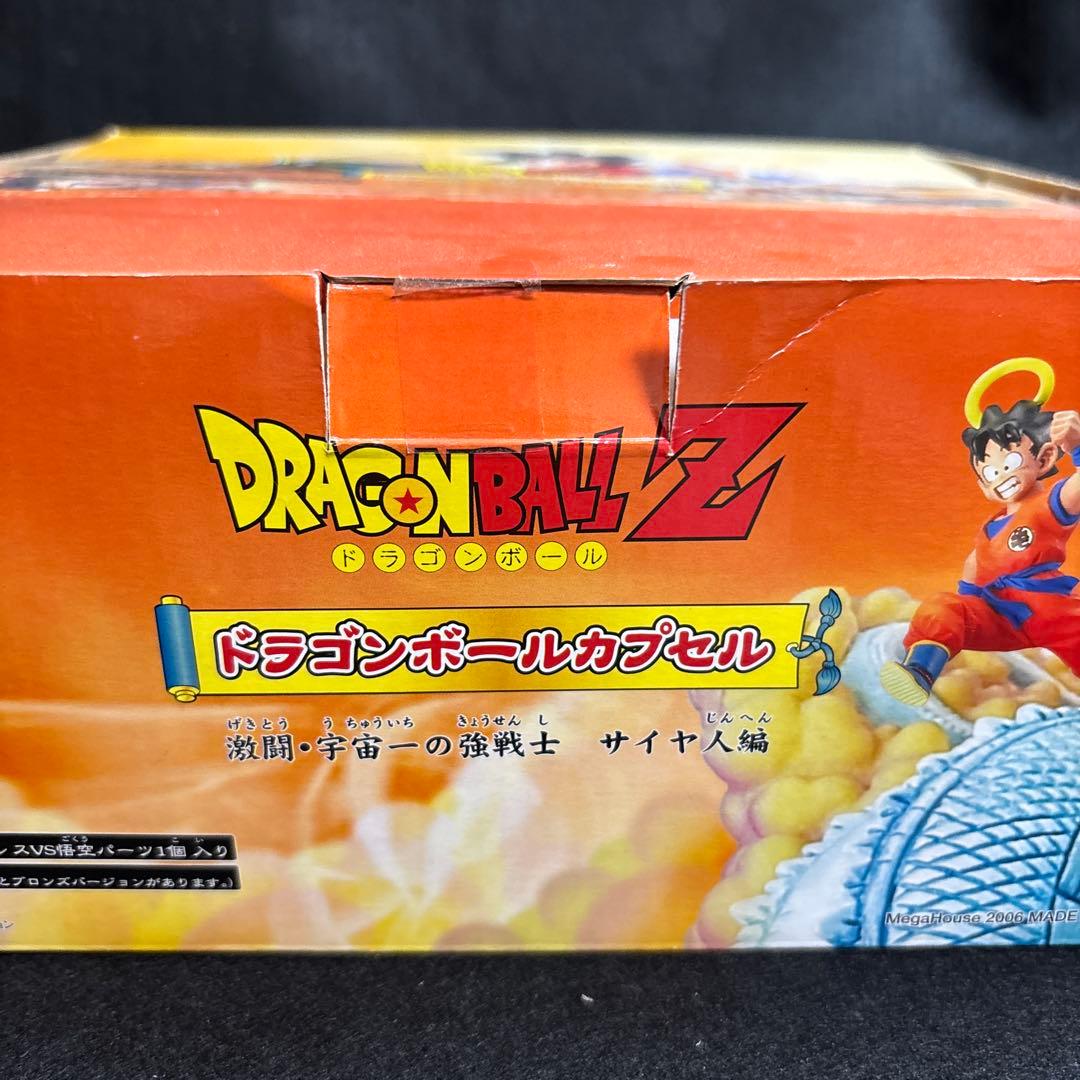 DRAGON BALL Z
ドラゴンボール
ドラゴンボールカプセル
げきとう う ちゅういち きょうせん し じんへん
激闘・宇宙一の強戦士 サイヤ人編
ごくう こ い
スVS悟空パーツ1個入り
とブロンズバージョンがあります。)
MegaHouse 2006 MADE